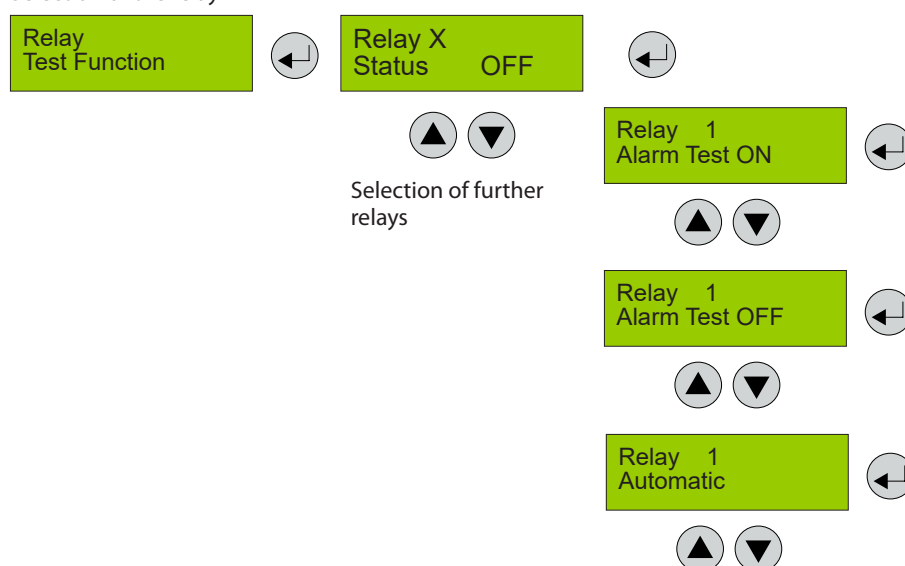 Relay
Test Function
Relay X
Status OFF
Selection of further
relays
Relay 1
Alarm Test ON
Relay 1
Alarm Test OFF
Relay 1
Automatic